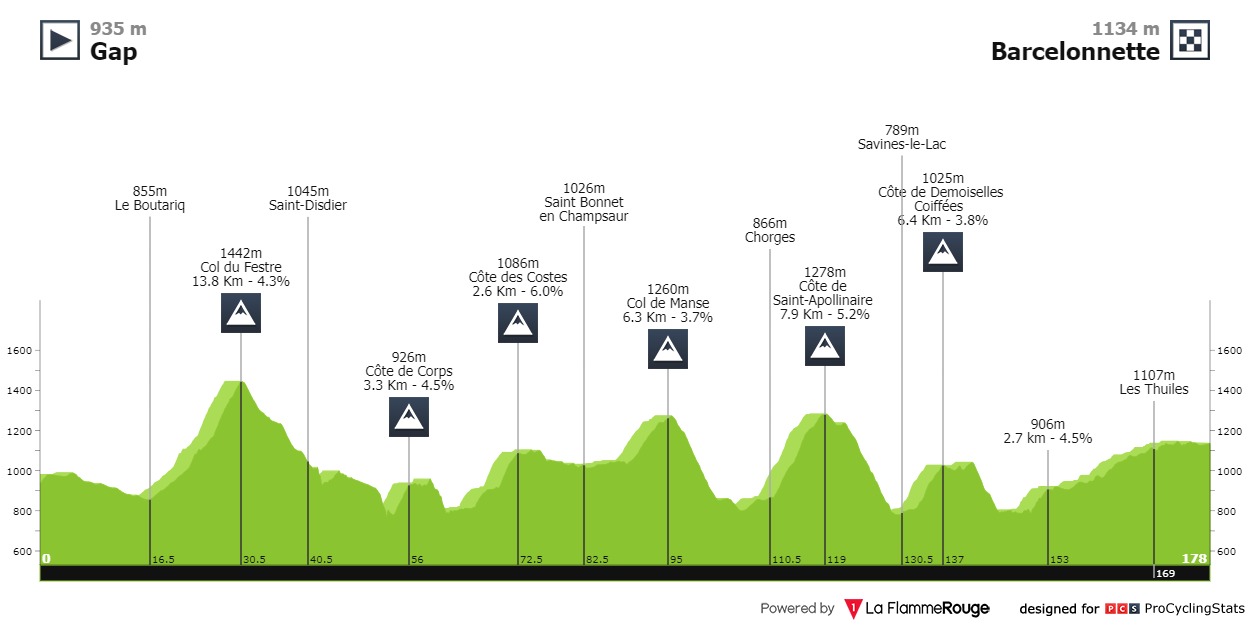 935 m
Gap
1134 m
Barcelonnette
855m
Le Boutariq
1442m
Col du Festre
13.8 Km - 4.3%
1045m
Saint-Disdier
926m
Côte de Corps
3.3 Km - 4.5%
1086m
Côte des Costes
2.6 Km - 6.0%
1026m
Saint Bonnet
en Champsaur
1260m
Col de Manse
6.3 Km - 3.7%
866m
Chorges
1278m
Côte de
Saint-Apollinaire
7.9 Km - 5.2%
789m
Savines-le-Lac
1025m
Côte de Demoiselles
Coiffées
6.4 Km - 3.8%
906m
2.7 km - 4.5%
1107m
Les Thuiles
1600
1400
1200
1000
800
600
1600
1400
1200
1000
800
600
0
16.5
30.5
40.5
56
72.5
82.5
95
110.5
119
130.5
137
153
169
178
Powered by La FlammeRouge
designed for PCS ProCyclingStats